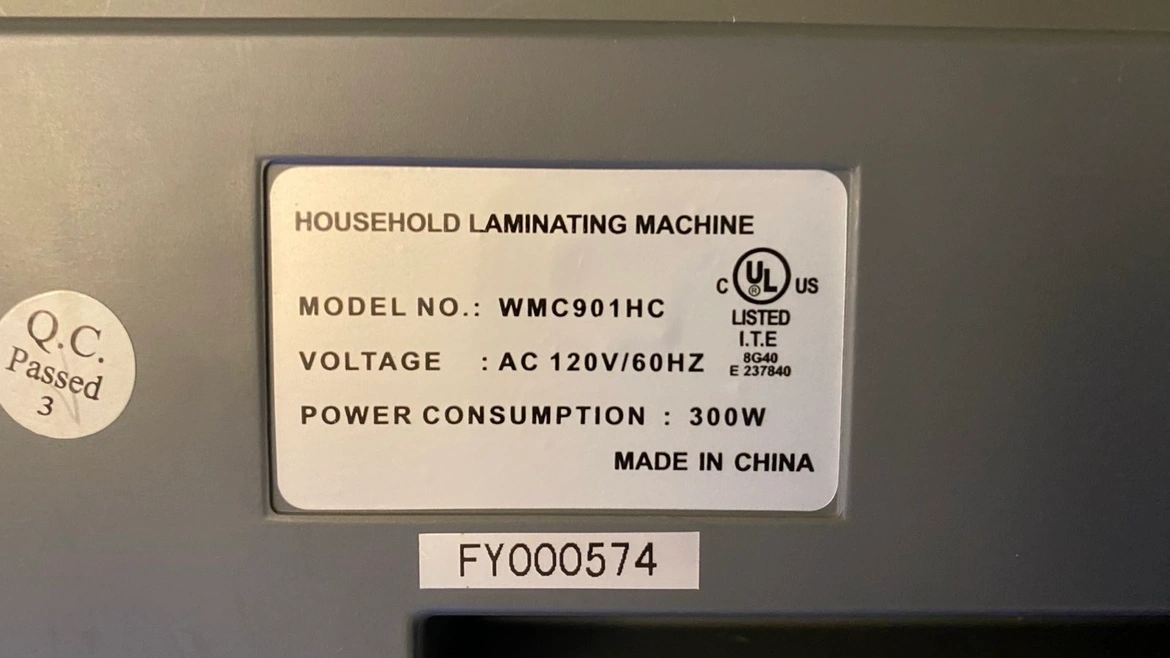 HOUSEHOLD LAMINATING MACHINE
C UL® US
LISTED
I.T.E
8G40
E 237840
MODEL NO.: WMC901HC
VOLTAGE : AC 120V/60HZ
POWER CONSUMPTION : 300W
MADE IN CHINA
Q.C.
Passed
3
FY000574